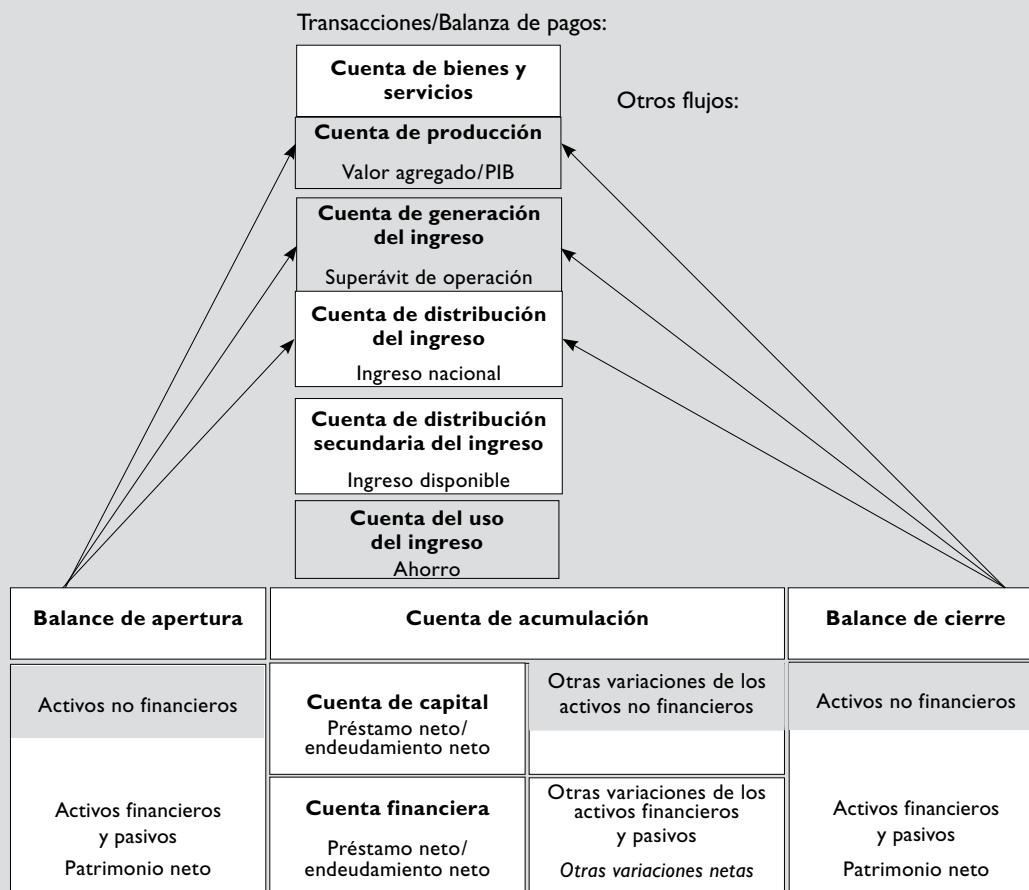 Transacciones/Balanza de pagos:
Cuenta de bienes y
servicios
Otros flujos:
Cuenta de producción
Valor agregado/PIB
Cuenta de generación
del ingreso
Superávit de operación
Cuenta de distribución
del ingreso
Ingreso nacional
Cuenta de distribución
secundaria del ingreso
Ingreso disponible
Cuenta del uso
del ingreso
Ahorro
Balance de apertura
Cuenta de acumulación
Balance de cierre
Activos no financieros
Cuenta de capital
Préstamo neto/
endeudamiento neto
Otras variaciones de los
activos no financieros
Activos no financieros
Activos financieros
y pasivos
Patrimonio neto
Cuenta financiera
Préstamo neto/
endeudamiento neto
Otras variaciones de los
activos financieros
y pasivos
Otras variaciones netas
Activos financieros
y pasivos
Patrimonio neto